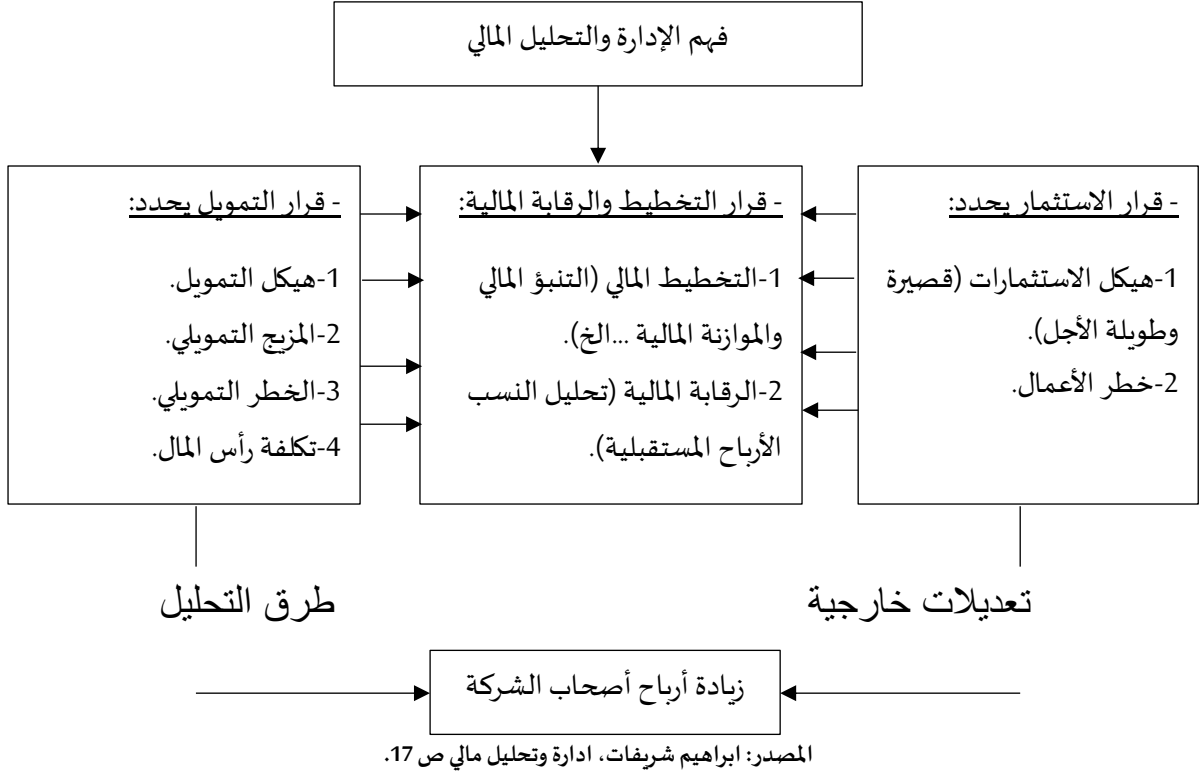 فهم الإدارة والتحليل المالي
- قرار الاستثمار يحدد:
1-هيكل الاستثمارات (قصيرة
وطويلة الأجل).
2-خطر الأعمال.
- قرار التخطيط والرقابة المالية:
1-التخطيط المالي (التنبؤ المالي
والموازنة المالية ...الخ).
2-الرقابة المالية (تحليل النسب
الأرباح المستقبلية).
- قرار التمويل يحدد:
1-هيكل التمويل.
2-المزيج التمويلي.
3-الخطر التمويلي.
4-تكلفة رأس المال.
تعديلات خارجية
طرق التحليل
زيادة أرباح أصحاب الشركة
المصدر: ابراهيم شريفات، ادارة وتحليل مالي ص 17.